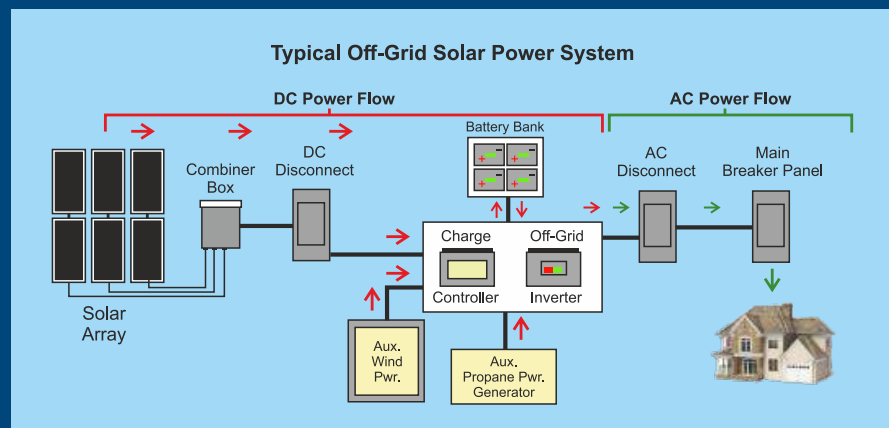 Typical Off-Grid Solar Power System
DC Power Flow
AC Power Flow
Battery Bank
Combiner
Box
DC
Disconnect
AC
Disconnect
Main
Breaker Panel
Charge
Controller
Off-Grid
Inverter
Solar
Array
Aux.
Wind
Pwr.
Aux.
Propane Pwr.
Generator